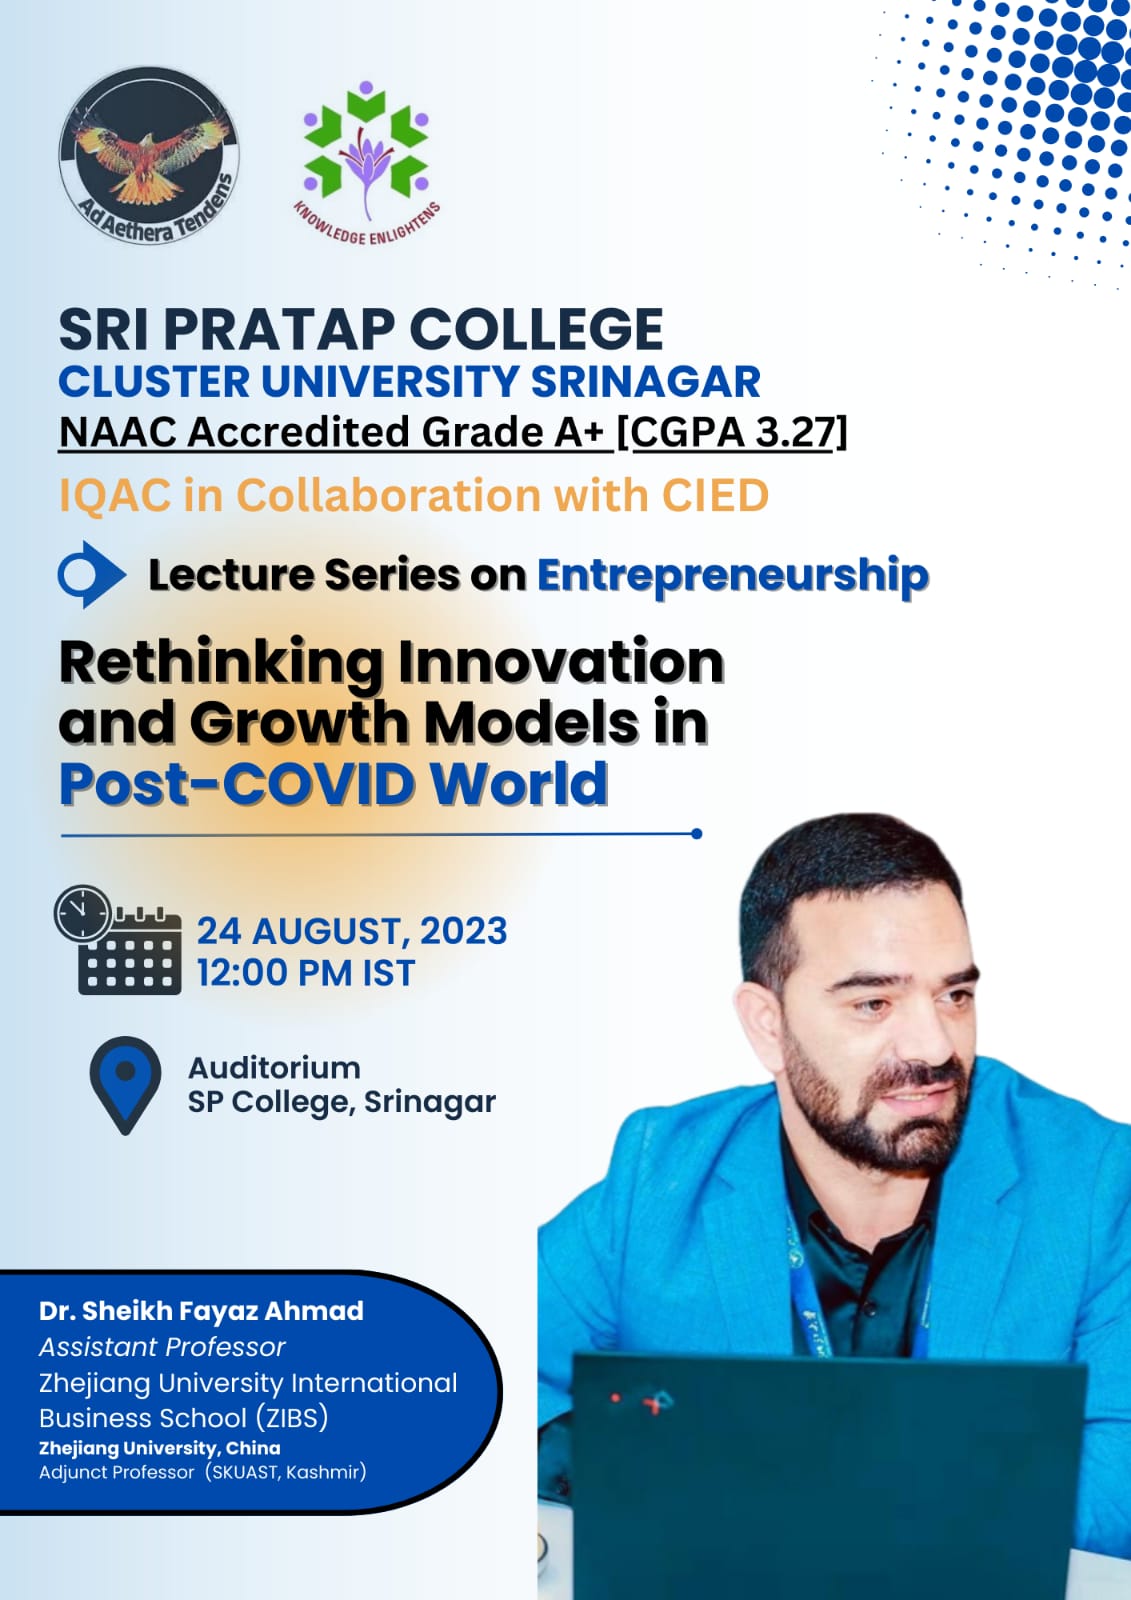 Ad Aethera Tendens
KNOWLEDGE ENLIGHTENS
SRI PRATAP COLLEGE
CLUSTER UNIVERSITY SRINAGAR
NAAC Accredited Grade A+ [CGPA 3.27]
IQAC in Collaboration with CIED
Lecture Series on Entrepreneurship
Rethinking Innovation
and Growth Models in
Post-COVID World
24 AUGUST, 2023
12:00 PM IST
Auditorium
SP College, Srinagar
Dr. Sheikh Fayaz Ahmad
Assistant Professor
Zhejiang University International
Business School (ZIBS)
Zhejiang University, China
Adjunct Professor (SKUAST, Kashmir)